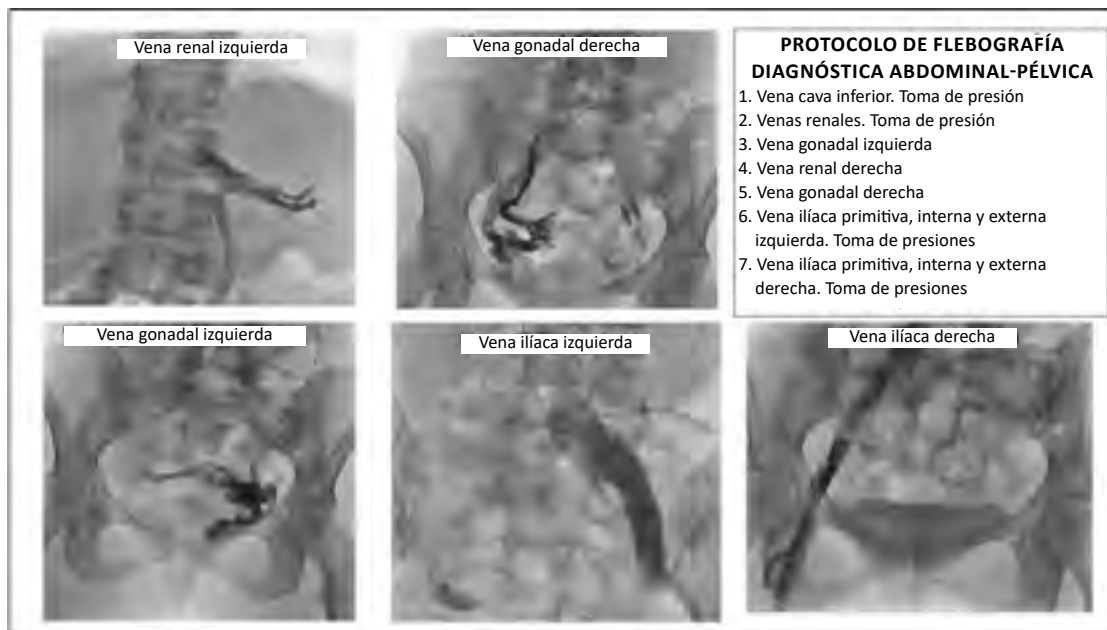 Vena renal izquierda
Vena gonadal derecha
PROTOCOLO DE FLEBOGRAFÍA
DIAGNÓSTICA ABDOMINAL-PÉLVICA
1. Vena cava inferior. Toma de presión
2. Venas renales. Toma de presión
3. Vena gonadal izquierda
4. Vena renal derecha
5. Vena gonadal derecha
6. Vena ilíaca primitiva, interna y externa
izquierda. Toma de presiones
7. Vena ilíaca primitiva, interna y externa
derecha. Toma de presiones
Vena gonadal izquierda
Vena ilíaca izquierda
Vena ilíaca derecha